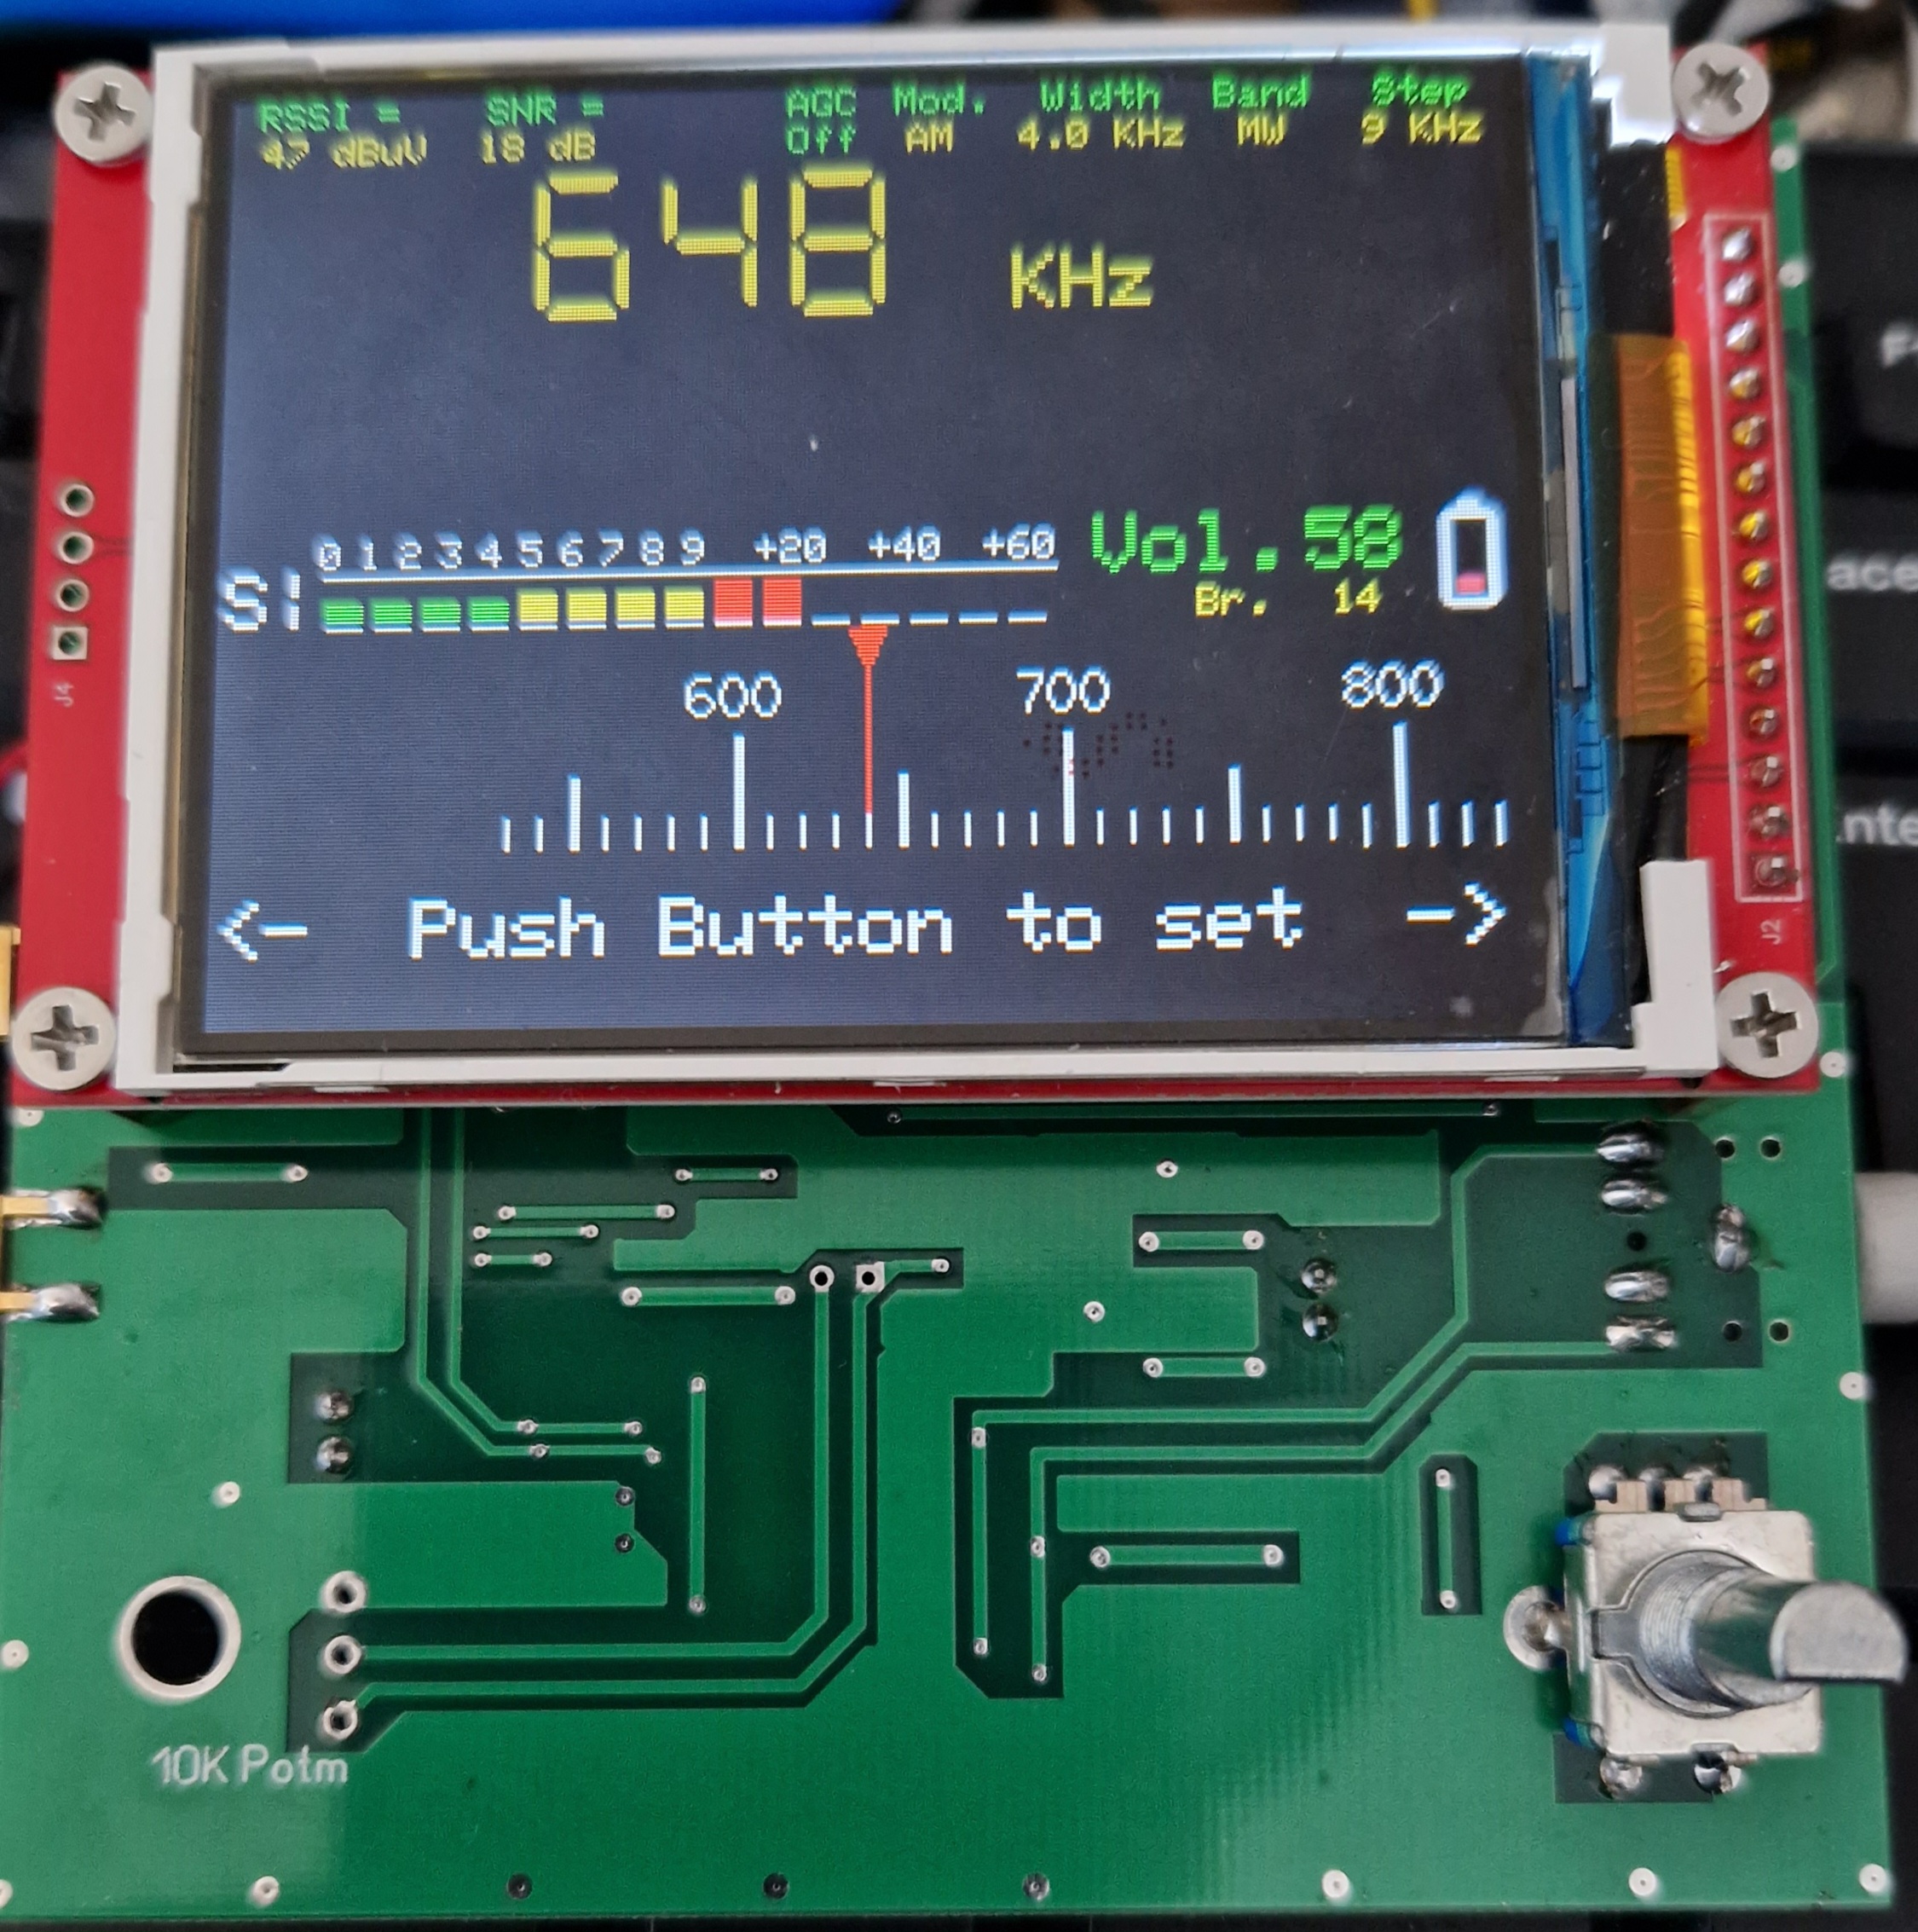 RSSI = SNR = AGC Mod. Width Band Step
47 dBuV 18 dB Off AM 4.0 KHz MW 9 KHz
648 KHz
0 1 2 3 4 5 6 7 8 9 +20 +40 +60
S
Vol.58
Br. 14
600 700 800
<- Push Button to set ->
J4
J2
10K Potm
ace